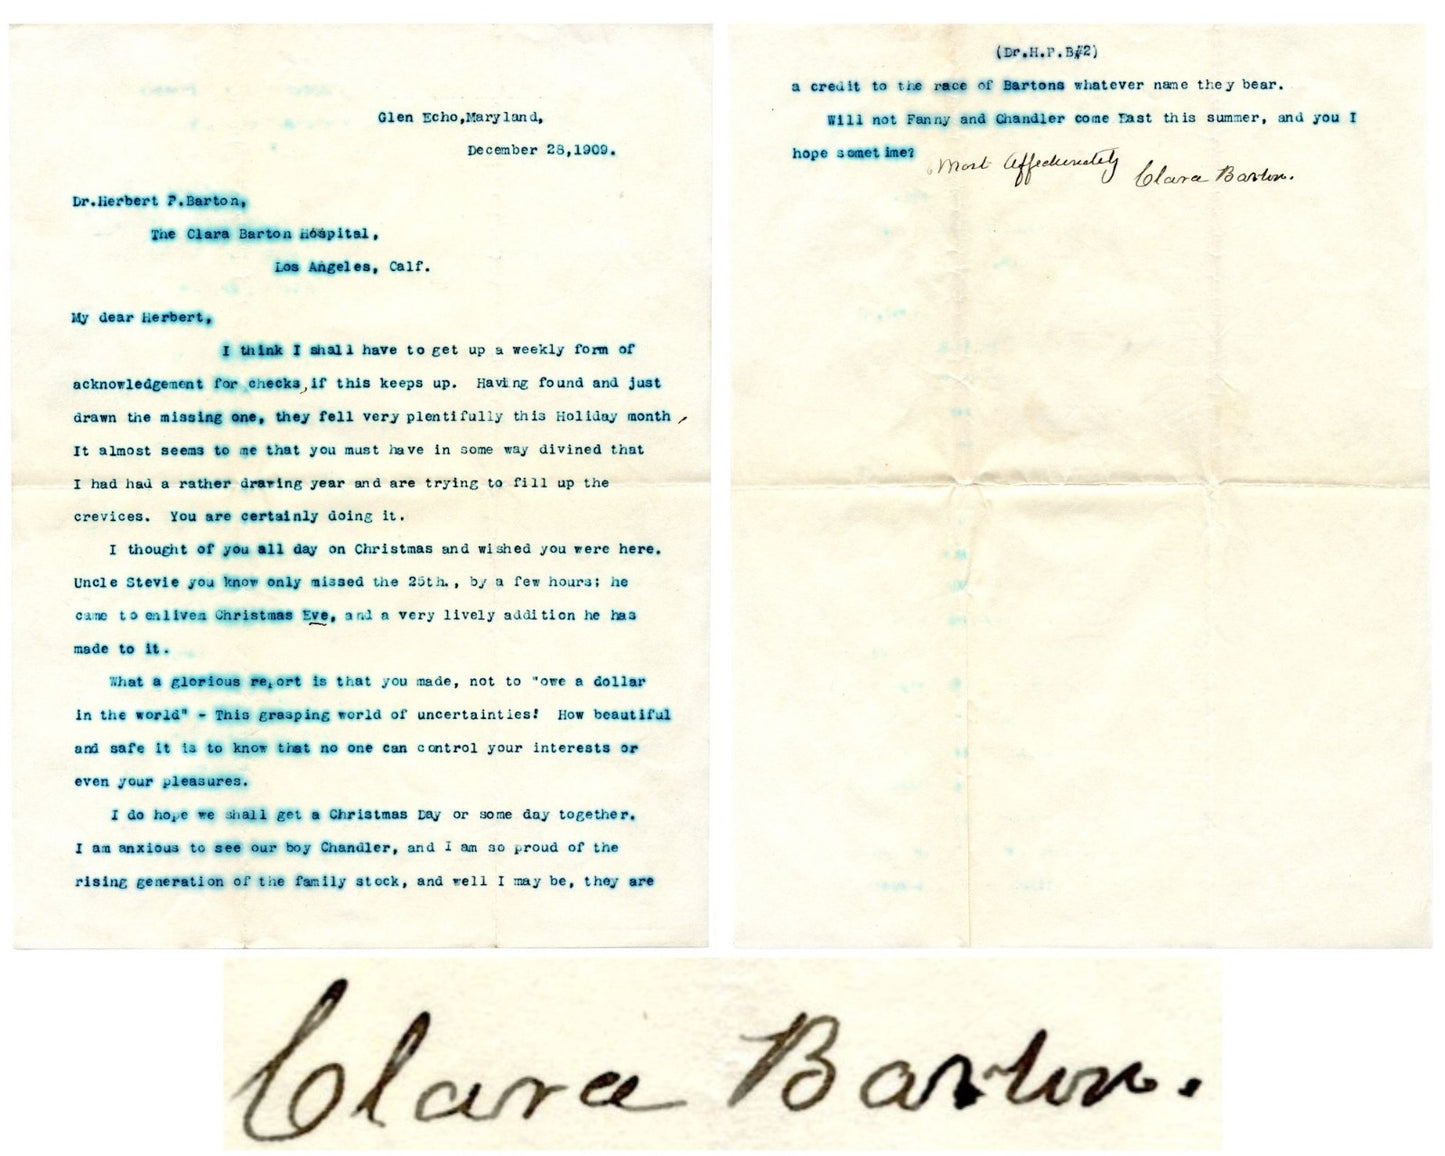 Glen Echo,Maryland,
December 28,1909.
Dr.Herbert P.Barton,
The Clara Barton Hospital,
Los Angeles, Calf.
My dear Herbert,
I think I shall have to get up a weekly form of
acknowledgement for checks,if this keeps up. Having found and just
drawn the missing one, they fell very plentifully this Holiday month,
It almost seems to me that you must have in some way divined that
I had had a rather drawing year and are trying to fill up the
crevices. You are certainly doing it.
I thought of you all day on Christmas and wished you were here.
Uncle Stevie you know only missed the 25th., by a few hours; he
came to enliven Christmas Eve, and a very lively addition he has
made to it.
What a glorious report is that you made, not to "owe a dollar
in the world" - This grasping world of uncertainties! How beautiful
and safe it is to know that no one can control your interests or
even your pleasures.
I do hope we shall get a Christmas Day or some day together.
I am anxious to see our boy Chandler, and I am so proud of the
rising generation of the family stock, and well I may be, they are
(Dr.H.P.B#2)
a credit to the race of Bartons whatever name they bear.
Will not Fanny and Chandler come East this summer, and you I
hope sometime?
Most Affectionately
Clara Barton.
Clara Barton.